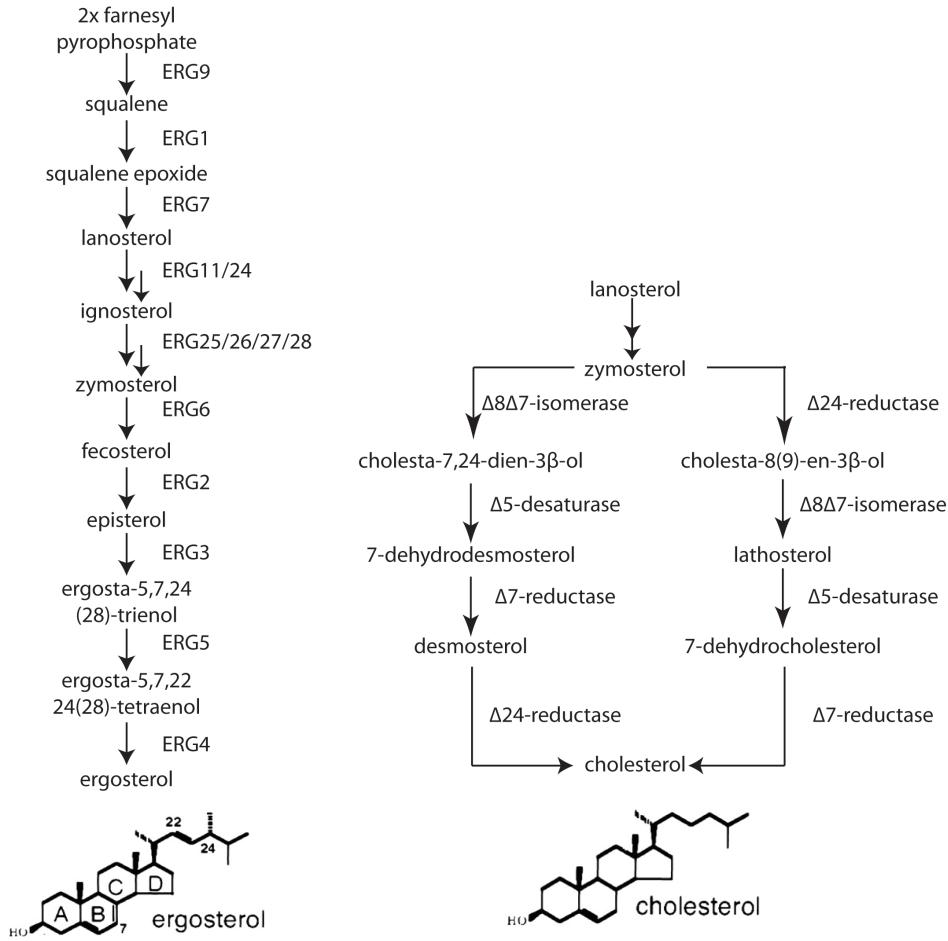 2x farnesyl
pyrophosphate
ERG9
squalene
ERG1
squalene epoxide
ERG7
lanosterol
ERG11/24
ignosterol
ERG25/26/27/28
zymosterol
ERG6
fecosterol
ERG2
episterol
ERG3
ergosta-5,7,24
(28)-trienol
ERG5
ergosta-5,7,22
24(28)-tetraenol
ERG4
ergosterol
22
24
A
B
C
D
7
HO
ergosterol
lanosterol
zymosterol
Δ8Δ7-isomerase
cholesta-7,24-dien-3β-ol
Δ5-desaturase
7-dehydrodesmosterol
Δ7-reductase
desmosterol
Δ24-reductase
Δ24-reductase
cholesta-8(9)-en-3β-ol
Δ8Δ7-isomerase
lathosterol
Δ5-desaturase
7-dehydrocholesterol
Δ7-reductase
cholesterol
HO
cholesterol